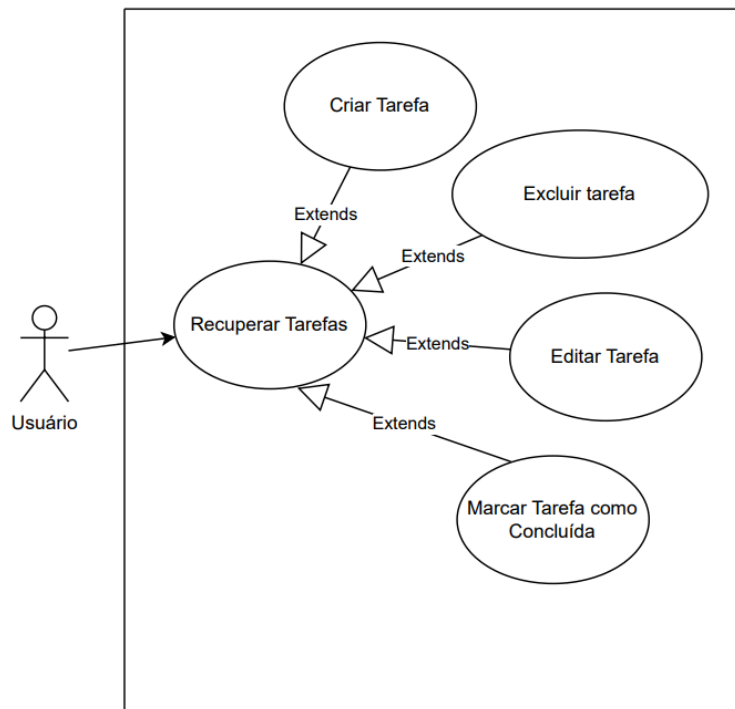 Criar Tarefa
Excluir tarefa
Extends
Extends
Recuperar Tarefas
Extends
Editar Tarefa
Usuário
Extends
Marcar Tarefa como
Concluída